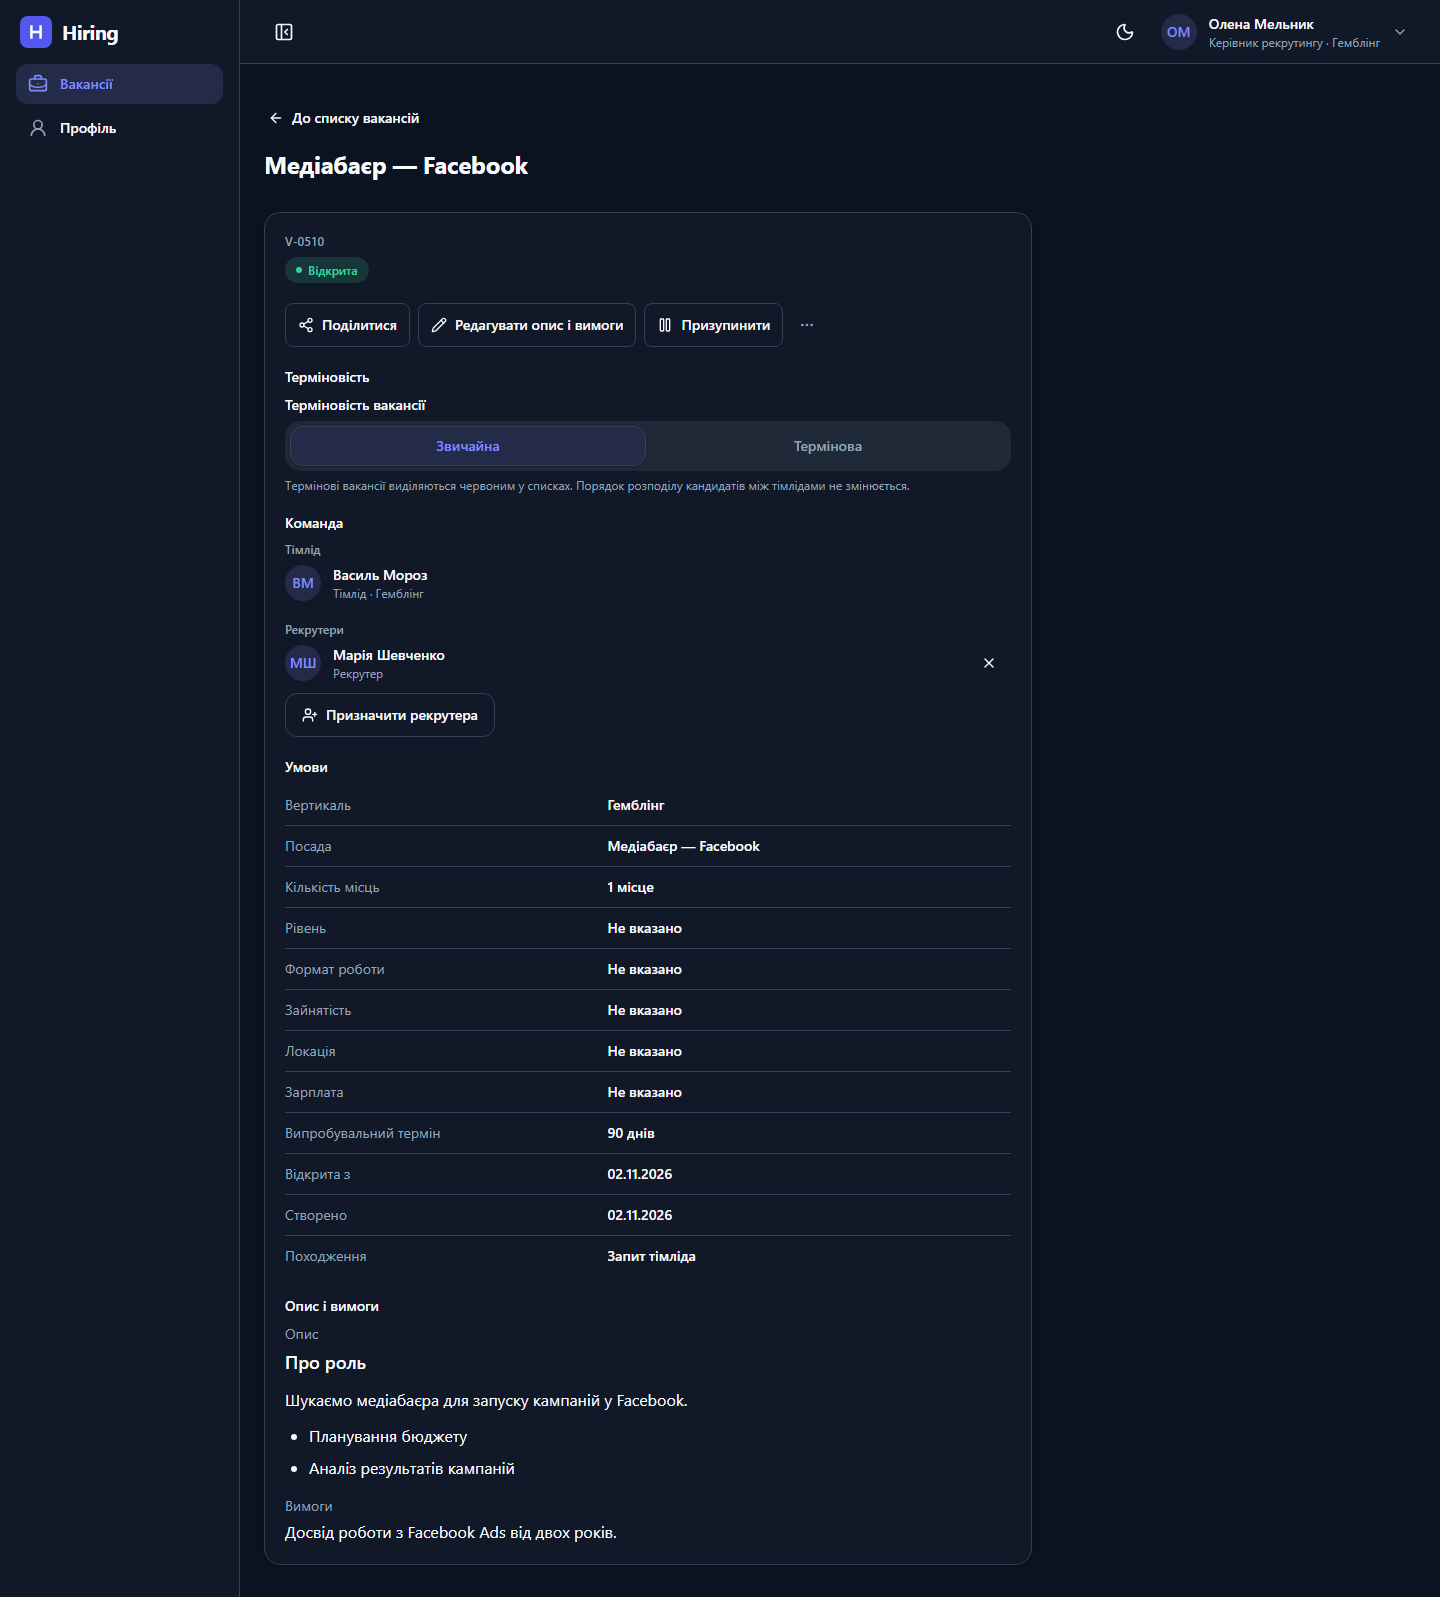 H Hiring
Вакансії
Профіль
ОМ
Олена Мельник
Керівник рекрутингу · Гемблінг
До списку вакансій
Медіабаєр — Facebook
V-0510
Відкрита
Поділитися
Редагувати опис і вимоги
Призупинити
Терміновість
Терміновість вакансії
Звичайна
Термінова
Термінові вакансії виділяються червоним у списках. Порядок розподілу кандидатів між тімлідами не змінюється.
Команда
Тімлід
ВМ
Василь Мороз
Тімлід · Гемблінг
Рекрутери
МШ
Марія Шевченко
Рекрутер
Призначити рекрутера
Умови
Вертикаль Гемблінг
Посада Медіабаєр — Facebook
Кількість місць 1 місце
Рівень Не вказано
Формат роботи Не вказано
Зайнятість Не вказано
Локація Не вказано
Зарплата Не вказано
Випробувальний термін 90 днів
Відкрита з 02.11.2026
Створено 02.11.2026
Походження Запит тімліда
Опис і вимоги
Опис
Про роль
Шукаємо медіабаєра для запуску кампаній у Facebook.
Планування бюджету
Аналіз результатів кампаній
Вимоги
Досвід роботи з Facebook Ads від двох років.